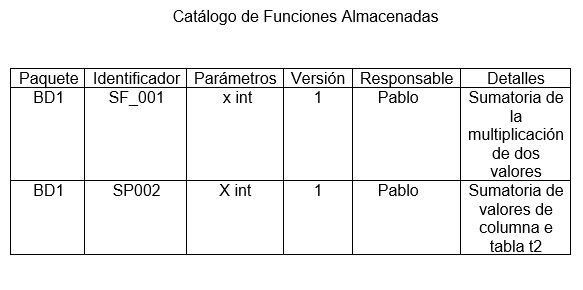 Catálogo de Funciones Almacenadas
Paquete Identificador Parámetros Versión Responsable Detalles
BD1 SF_001 x int 1 Pablo Sumatoria de
la
multiplicación
de dos
valores
BD1 SP002 X int 1 Pablo Sumatoria de
valores de
columna e
tabla t2